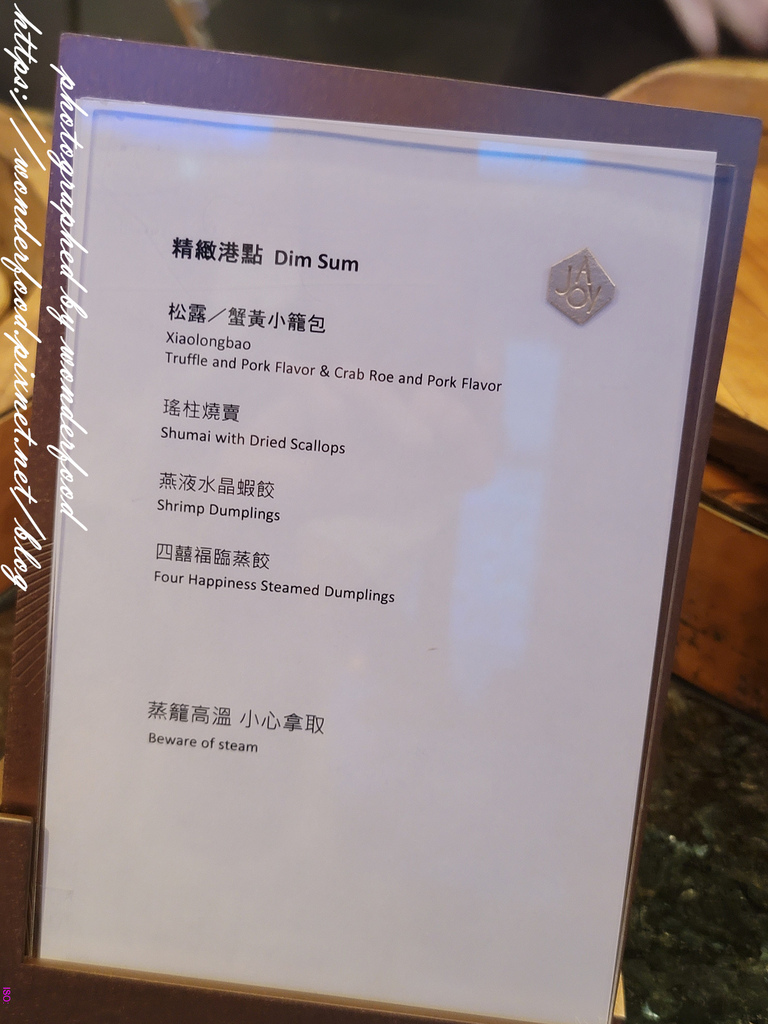 精緻港點 Dim Sum
JA
OY
松露／蟹黃小籠包
Xiaolongbao
Truffle and Pork Flavor & Crab Roe and Pork Flavor
瑤柱燒賣
Shumai with Dried Scallops
燕液水晶蝦餃
Shrimp Dumplings
四囍福臨蒸餃
Four Happiness Steamed Dumplings
蒸籠高溫 小心拿取
Beware of steam
photographed by wonderfood
https://wonderfood.pixnet.net/blog
ISO